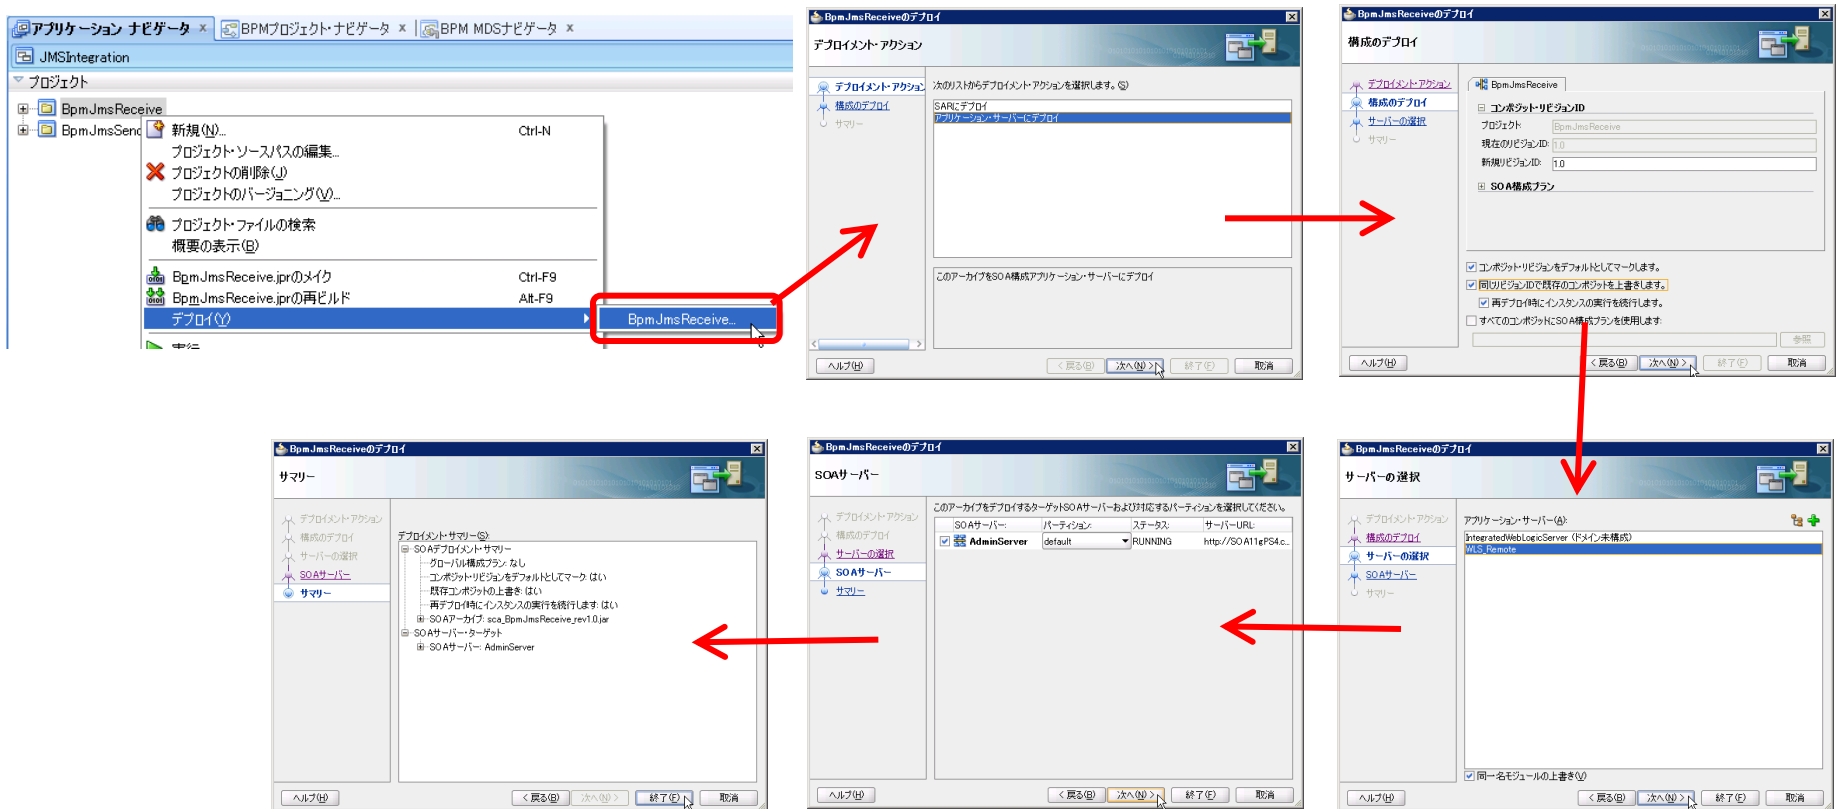 アプリケーション ナビゲータ ×
BPMプロジェクト・ナビゲータ ×
BPM MDSナビゲータ ×
JMSIntegration
プロジェクト
BpmJmsReceive
BpmJmsSend
新規(N)... Ctrl-N
プロジェクト・ソースパスの編集...
プロジェクトの削除(J)
プロジェクトのバージョニング(V)...
プロジェクト・ファイルの検索
概要の表示(B)
BpmJmsReceive.jprのメイク Ctrl-F9
BpmJmsReceive.jprの再ビルド Alt-F9
デプロイ(Y)
BpmJmsReceive...
実行
BpmJmsReceiveのデプロイ
デプロイメント・アクション
デプロイメント・アクション
構成のデプロイ
サマリー
次のリストからデプロイメント・アクションを選択します。(S)
SARにデプロイ
アプリケーション・サーバーにデプロイ
このアーカイブをSOA構成アプリケーション・サーバーにデプロイ
ヘルプ(H)
< 戻る(B)
次へ(N) >
終了(F)
取消
BpmJmsReceiveのデプロイ
構成のデプロイ
デプロイメント・アクション
構成のデプロイ
サーバーの選択
サマリー
BpmJmsReceive
コンポジット・リビジョンID
プロジェクト: BpmJmsReceive
現在のリビジョンID: 1.0
新規リビジョンID: 1.0
SOA構成プラン
コンポジット・リビジョンをデフォルトとしてマークします。
同じリビジョンIDで既存のコンポジットを上書きします。
再デプロイ時にインスタンスの実行を続行します。
すべてのコンポジットにSOA構成プランを使用します:
参照
ヘルプ(H)
< 戻る(B)
次へ(N) >
終了(F)
取消
BpmJmsReceiveのデプロイ
サーバーの選択
デプロイメント・アクション
構成のデプロイ
サーバーの選択
SOAサーバー
サマリー
アプリケーション・サーバー(A):
IntegratedWebLogicServer (ドメイン未構成)
WLS_Remote
同一名モジュールの上書き(V)
ヘルプ(H)
< 戻る(B)
次へ(N) >
終了(F)
取消
BpmJmsReceiveのデプロイ
SOAサーバー
デプロイメント・アクション
構成のデプロイ
サーバーの選択
SOAサーバー
サマリー
このアーカイブをデプロイするターゲットSOAサーバーおよび対応するパーティションを選択してください。
SOAサーバー: パーティション: ステータス: サーバーURL:
AdminServer default RUNNING http://SOA11gPS4.c...
ヘルプ(H)
< 戻る(B)
次へ(N) >
終了(F)
取消
BpmJmsReceiveのデプロイ
サマリー
デプロイメント・アクション
構成のデプロイ
サーバーの選択
SOAサーバー
サマリー
デプロイメント・サマリー(S):
SOAデプロイメント・サマリー
グローバル構成プラン: なし
コンポジット・リビジョンをデフォルトとしてマーク: はい
既存コンポジットの上書き: はい
再デプロイ時にインスタンスの実行を続行します: はい
SOAアーカイブ: sca_BpmJmsReceive_rev1.0.jar
SOAサーバー・ターゲット
SOAサーバー: AdminServer
ヘルプ(H)
< 戻る(B)
次へ(N) >
終了(F)
取消